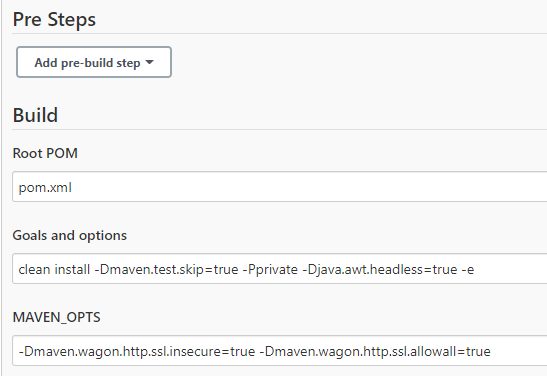 Pre Steps
Add pre-build step
Build
Root POM
pom.xml
Goals and options
clean install -Dmaven.test.skip=true -Pprivate -Djava.awt.headless=true -e
MAVEN_OPTS
-Dmaven.wagon.http.ssl.insecure=true -Dmaven.wagon.http.ssl.allowall=true